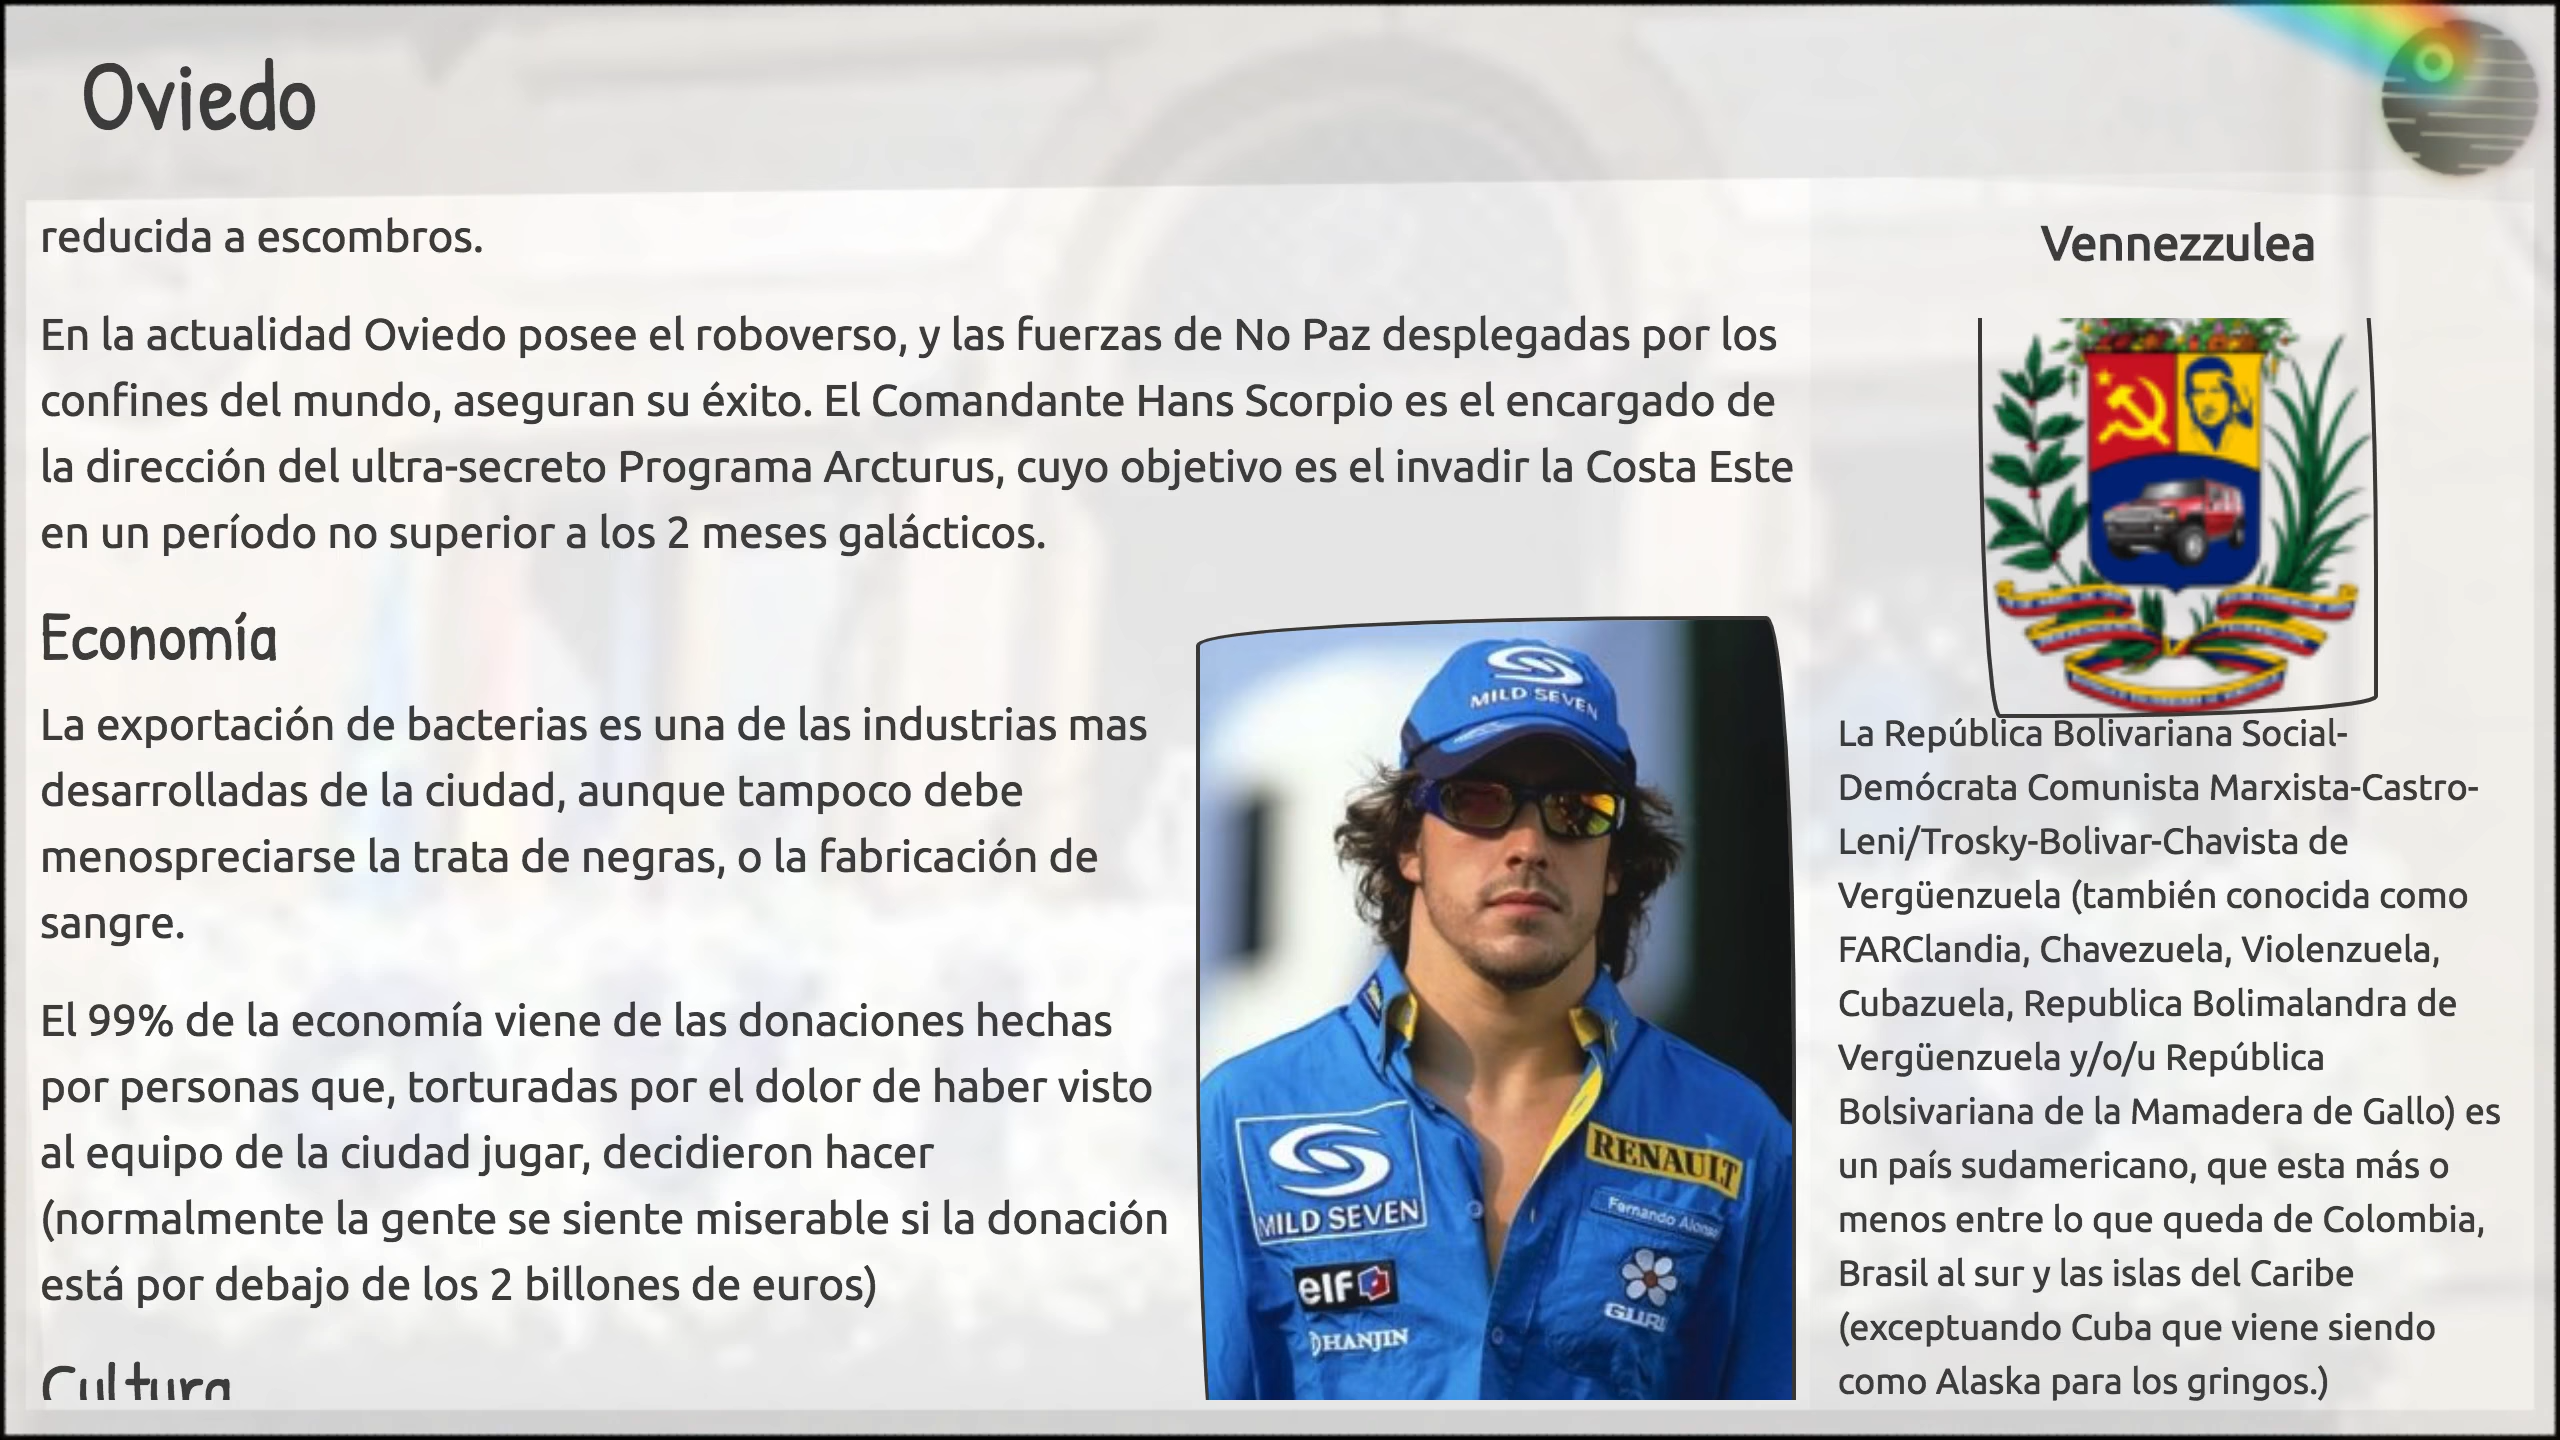 Oviedo
reducida a escombros.
En la actualidad Oviedo posee el roboverso, y las fuerzas de No Paz desplegadas por los
confines del mundo, aseguran su éxito. El Comandante Hans Scorpio es el encargado de
la dirección del ultra-secreto Programa Arcturus, cuyo objetivo es el invadir la Costa Este
en un período no superior a los 2 meses galácticos.
Economía
La exportación de bacterias es una de las industrias mas
desarrolladas de la ciudad, aunque tampoco debe
menospreciarse la trata de negras, o la fabricación de
sangre.
El 99% de la economía viene de las donaciones hechas
por personas que, torturadas por el dolor de haber visto
al equipo de la ciudad jugar, decidieron hacer
(normalmente la gente se siente miserable si la donación
está por debajo de los 2 billones de euros)
Cultura
MILD SEVEN
RENAULT
Fernando Alonso
MILD SEVEN
elf
GURU
HANJIN
Vennezzulea
La República Bolivariana Social-
Demócrata Comunista Marxista-Castro-
Leni/Trosky-Bolivar-Chavista de
Vergüenzuela (también conocida como
FARClandia, Chavezuela, Violenzuela,
Cubazuela, Republica Bolimalandra de
Vergüenzuela y/o/u República
Bolsivariana de la Mamadera de Gallo) es
un país sudamericano, que esta más o
menos entre lo que queda de Colombia,
Brasil al sur y las islas del Caribe
(exceptuando Cuba que viene siendo
como Alaska para los gringos.)